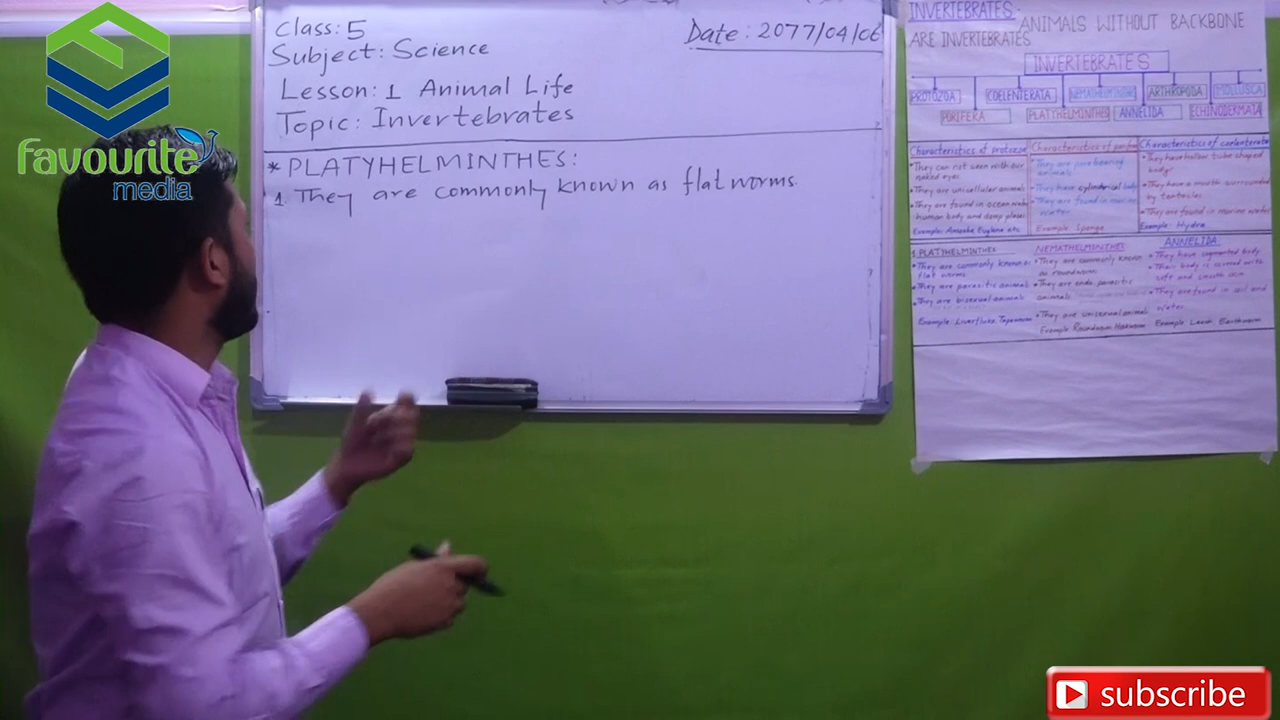 favourite
media
Class: 5
Subject: Science
Date: 2077/04/06
Lesson: 1 Animal Life
Topic: Invertebrates
* PLATYHELMINTHES:
1. They are commonly known as flat worms.
INVERTEBRATES: ANIMALS WITHOUT BACKBONE
ARE INVERTEBRATES
INVERTEBRATES
PROTOZOA
COELENTERATA
ARTHROPODA
MOLLUSCA
PORIFERA
PLATYHELMINTHES
ANNELIDA
ECHINODERMATA
Characteristics of protozoa
• They can not seen with our
naked eyes
• They are unicellular animals
• They are found in ocean water
human body and damp places
Example: Amoeba, Euglena etc
Characteristics of
• They are pore bearing
animals
• They have cylindrical body
• They are found in marine
water
Example: Sponge
Characteristics of coelenterata
• They have hollow tube shaped
body
• They have a mouth surrounded
by tentacles
• They are found in marine water
Example: Hydra
PLATYHELMINTHES
• They are commonly known as
flat worms
• They are parasitic animals
• They are bisexual animals
Example: Liverfluke, Tapeworm
NEMATHELMINTHES
• They are commonly known
as roundworm
• They are endo parasitic
animals
• They are unisexual animals
Example: Roundworm, Hookworm
ANNELIDA
• They have segmented body
• Their body is covered with
soft and smooth skin
• They are found in soil and
water
Example: Leech, Earthworm
subscribe